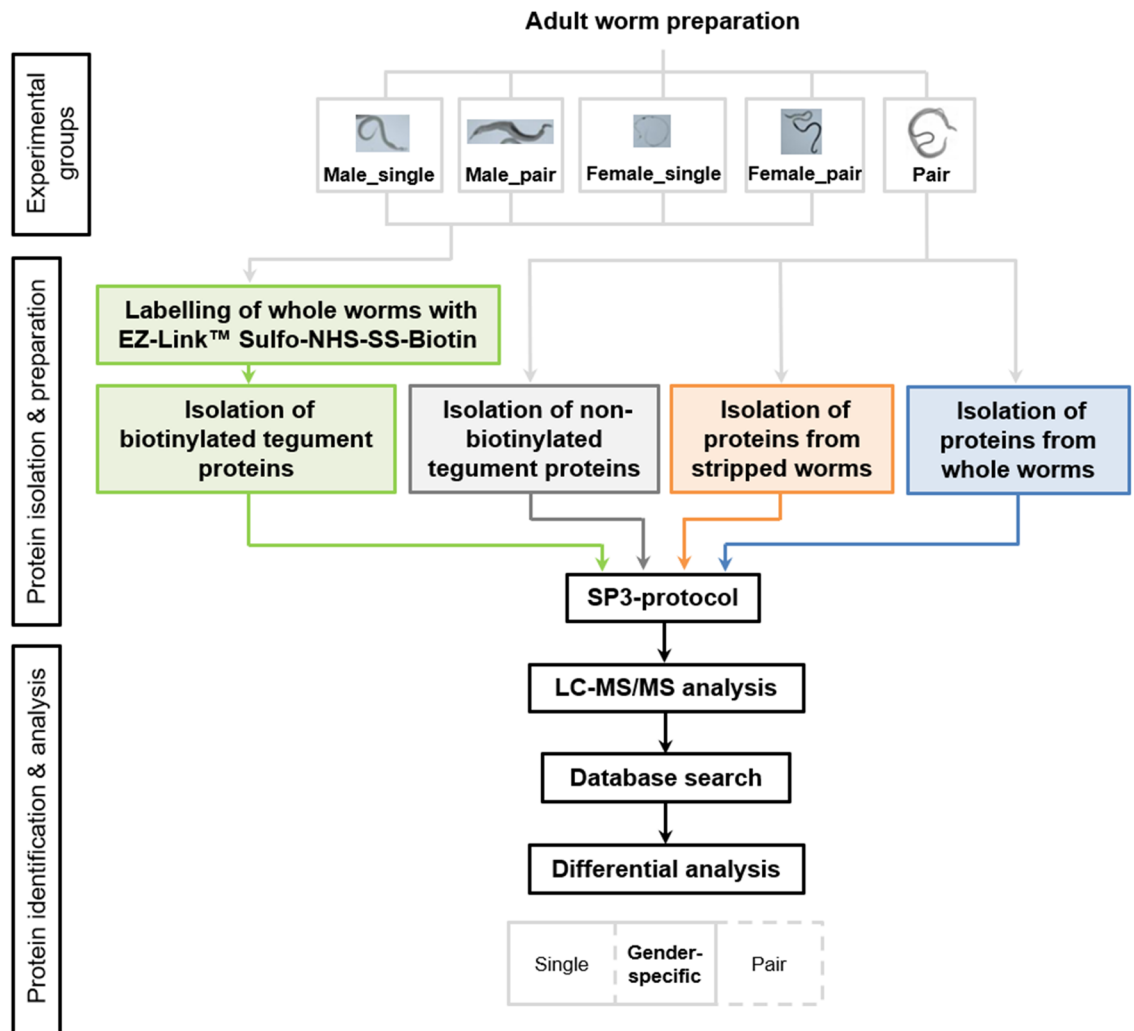 Adult worm preparation
Experimental
groups
Male_single
Male_pair
Female_single
Female_pair
Pair
Protein isolation & preparation
Labelling of whole worms with
EZ-Link™ Sulfo-NHS-SS-Biotin
Isolation of
biotinylated tegument
proteins
Isolation of non-
biotinylated
tegument proteins
Isolation of
proteins from
stripped worms
Isolation of
proteins from
whole worms
SP3-protocol
Protein identification & analysis
LC-MS/MS analysis
Database search
Differential analysis
Single
Gender-
specific
Pair